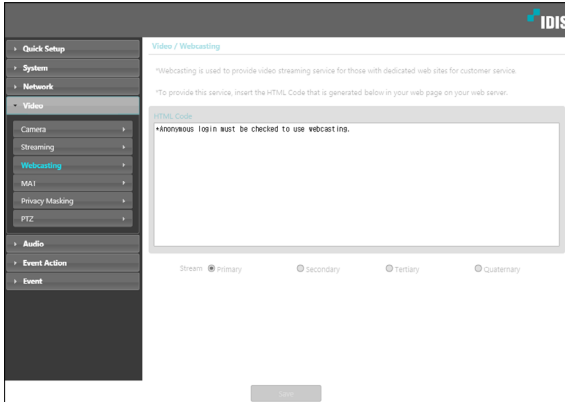 IDIS
Quick Setup
System
Network
Video
Camera
Streaming
Webcasting
MAT
Privacy Masking
PTZ
Audio
Event Action
Event
Video / Webcasting
*Webcasting is used to provide video streaming service for those with dedicated web sites for customer service.
*To provide this service, insert the HTML Code that is generated below in your web page on your web server.
HTML Code
*Anonymous login must be checked to use webcasting.
Stream Primary Secondary Tertiary Quaternary
Save